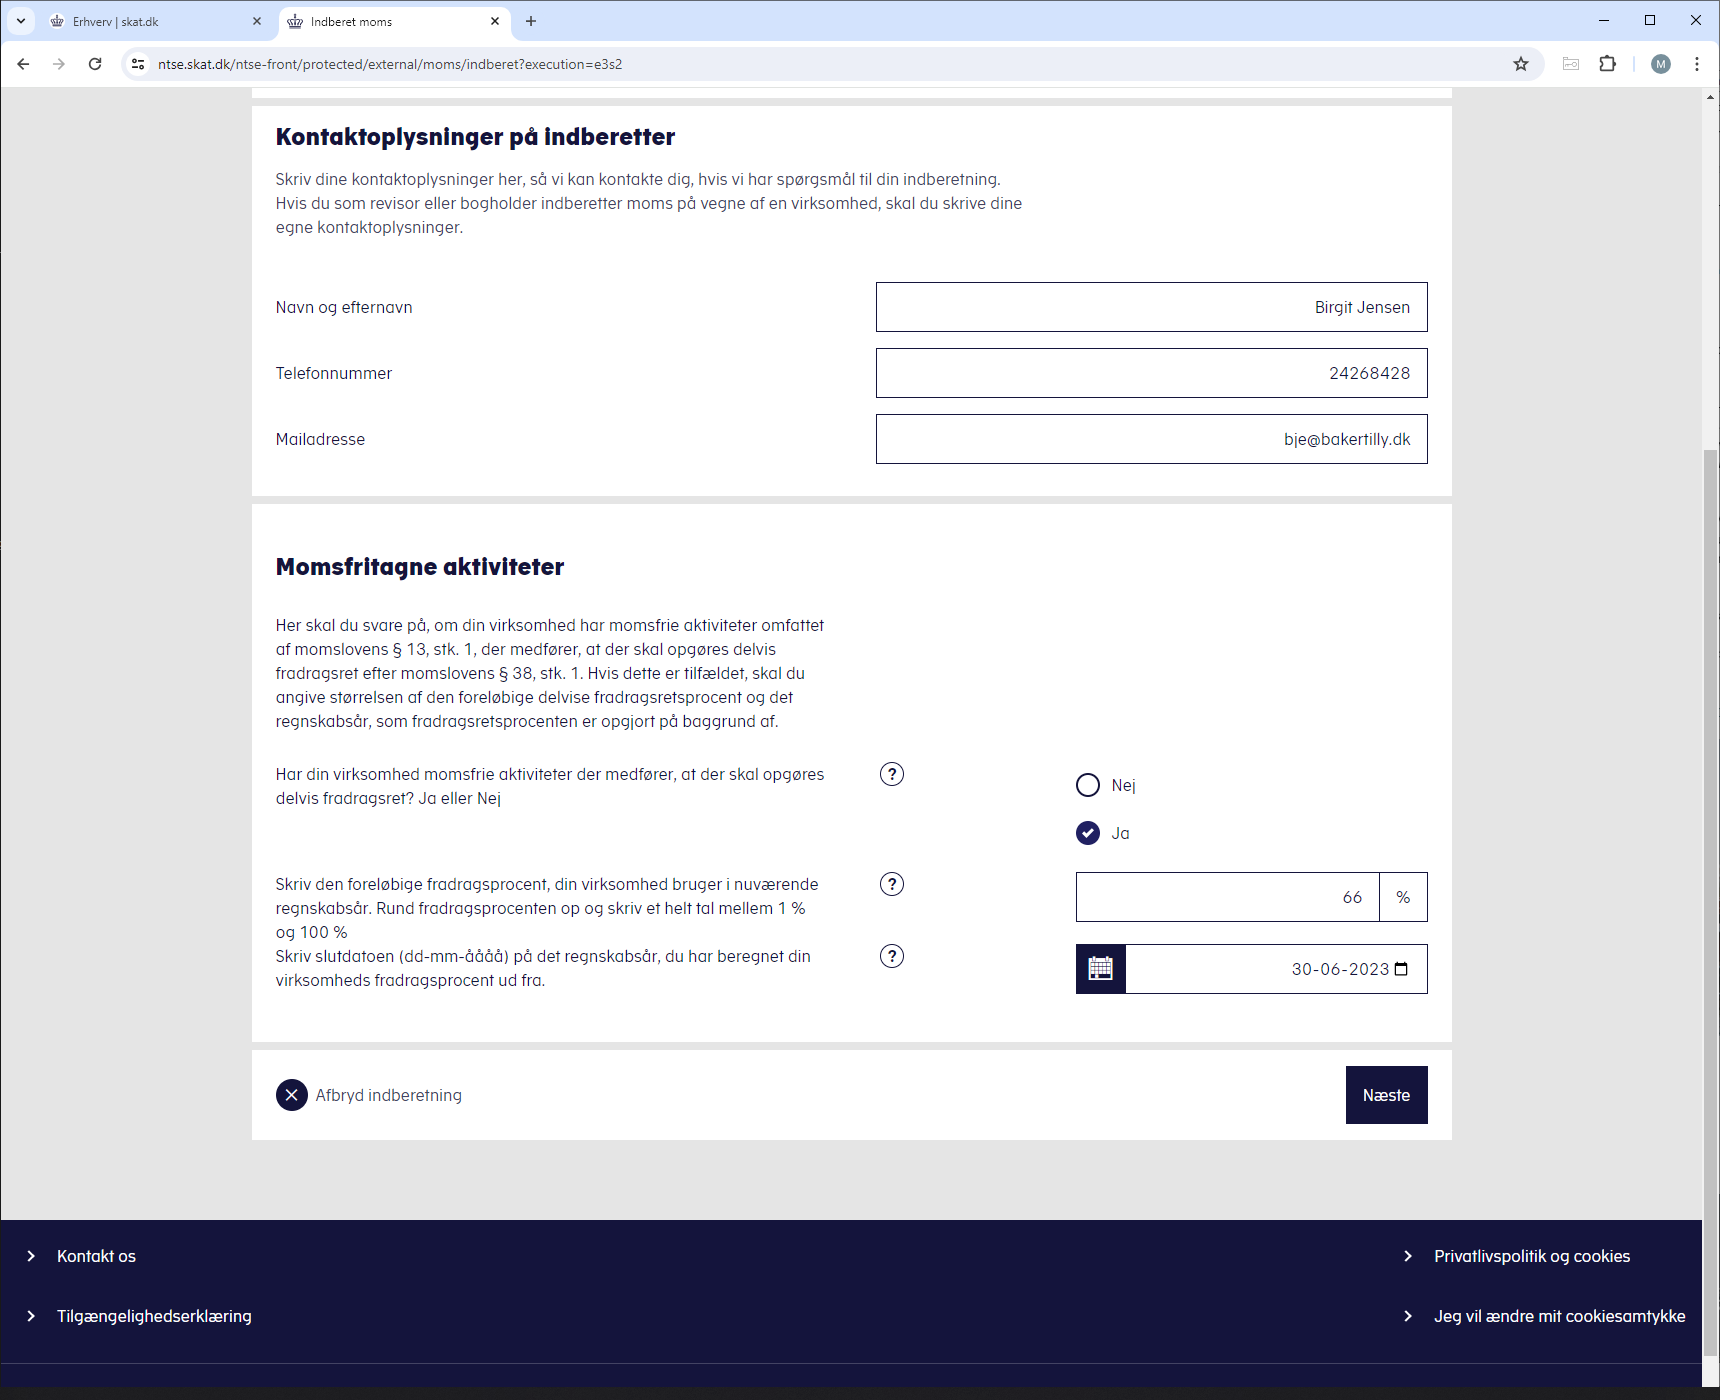 Erhverv | skat.dk
Indberet moms
ntse.skat.dk/ntse-front/protected/external/moms/indberet?execution=e3s2
M
Kontaktoplysninger på indberetter
Skriv dine kontaktoplysninger her, så vi kan kontakte dig, hvis vi har spørgsmål til din indberetning.
Hvis du som revisor eller bogholder indberetter moms på vegne af en virksomhed, skal du skrive dine
egne kontaktoplysninger.
Navn og efternavn
Birgit Jensen
Telefonnummer
24268428
Mailadresse
bje@bakertilly.dk
Momsfritagne aktiviteter
Her skal du svare på, om din virksomhed har momsfrie aktiviteter omfattet
af momslovens § 13, stk. 1, der medfører, at der skal opgøres delvis
fradragsret efter momslovens § 38, stk. 1. Hvis dette er tilfældet, skal du
angive størrelsen af den foreløbige delvise fradragsretsprocent og det
regnskabsår, som fradragsretsprocenten er opgjort på baggrund af.
Har din virksomhed momsfrie aktiviteter der medfører, at der skal opgøres
delvis fradragsret? Ja eller Nej
?
Nej
Ja
Skriv den foreløbige fradragsprocent, din virksomhed bruger i nuværende
regnskabsår. Rund fradragsprocenten op og skriv et helt tal mellem 1 %
og 100 %
?
66 %
Skriv slutdatoen (dd-mm-åååå) på det regnskabsår, du har beregnet din
virksomheds fradragsprocent ud fra.
?
30-06-2023
Afbryd indberetning
Næste
Kontakt os
Privatlivspolitik og cookies
Tilgængelighedserklæring
Jeg vil ændre mit cookiesamtykke